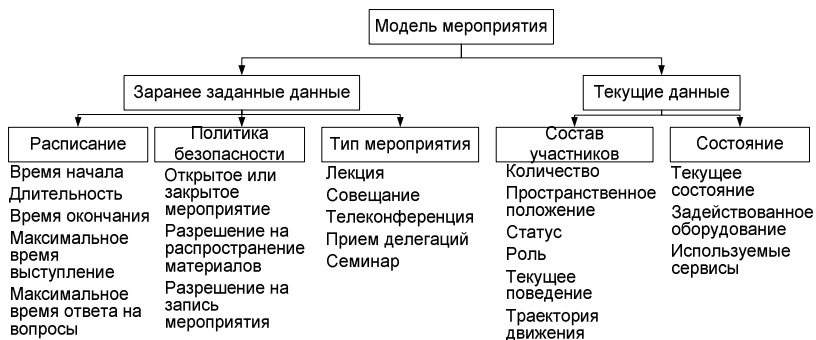 Модель мероприятия
Заранее заданные данные
Текущие данные
Расписание
Время начала
Длительность
Время окончания
Максимальное
время
выступление
Максимальное
время ответа на
вопросы
Политика
безопасности
Открытое или
закрытое
мероприятие
Разрешение на
распространение
материалов
Разрешение на
запись
мероприятия
Тип мероприятия
Лекция
Совещание
Телеконференция
Прием делегаций
Семинар
Состав
участников
Количество
Пространственное
положение
Статус
Роль
Текущее
поведение
Траектория
движения
Состояние
Текущее
состояние
Задействованное
оборудование
Используемые
сервисы